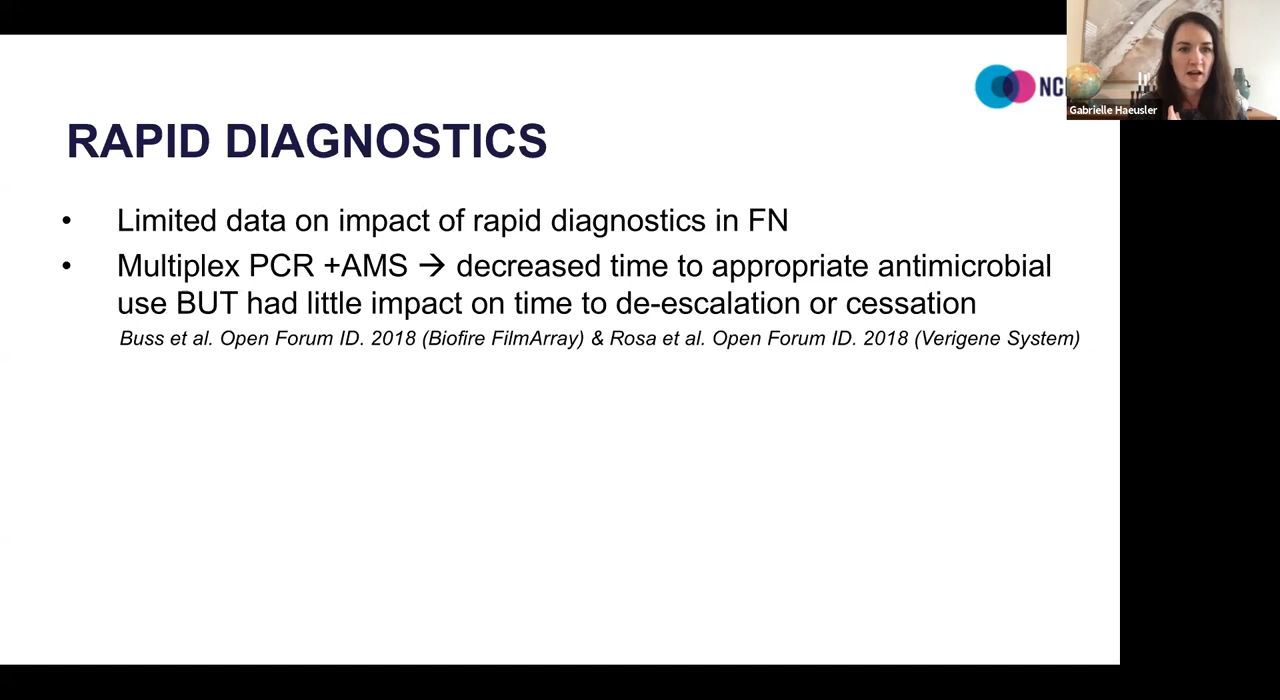 NCI
Gabrielle Haeusler
RAPID DIAGNOSTICS
• Limited data on impact of rapid diagnostics in FN
• Multiplex PCR +AMS → decreased time to appropriate antimicrobial
use BUT had little impact on time to de-escalation or cessation
Buss et al. Open Forum ID. 2018 (Biofire FilmArray) & Rosa et al. Open Forum ID. 2018 (Verigene System)